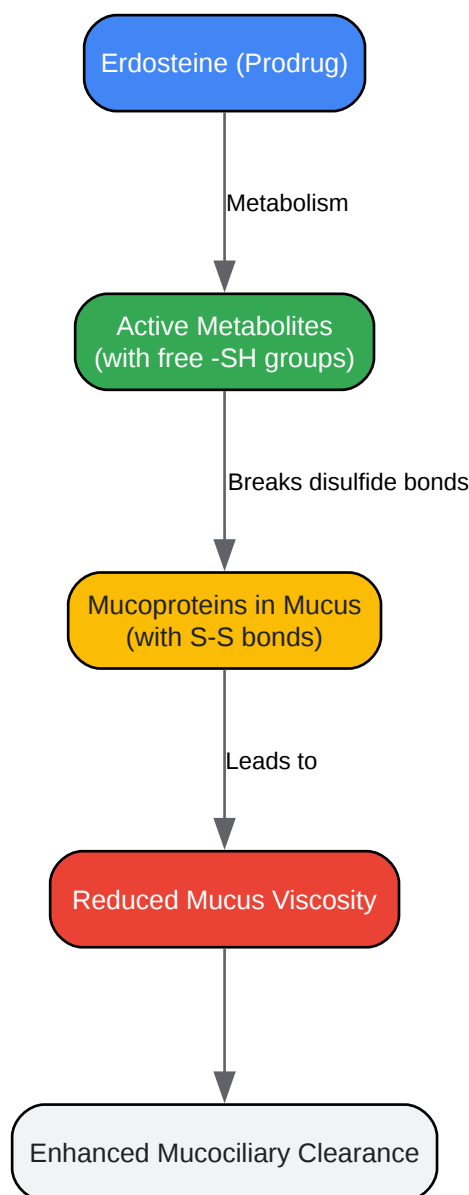 Erdosteine (Prodrug)
Metabolism
Active Metabolites
(with free -SH groups)
Breaks disulfide bonds
Mucoproteins in Mucus
(with S-S bonds)
Leads to
Reduced Mucus Viscosity
Enhanced Mucociliary Clearance